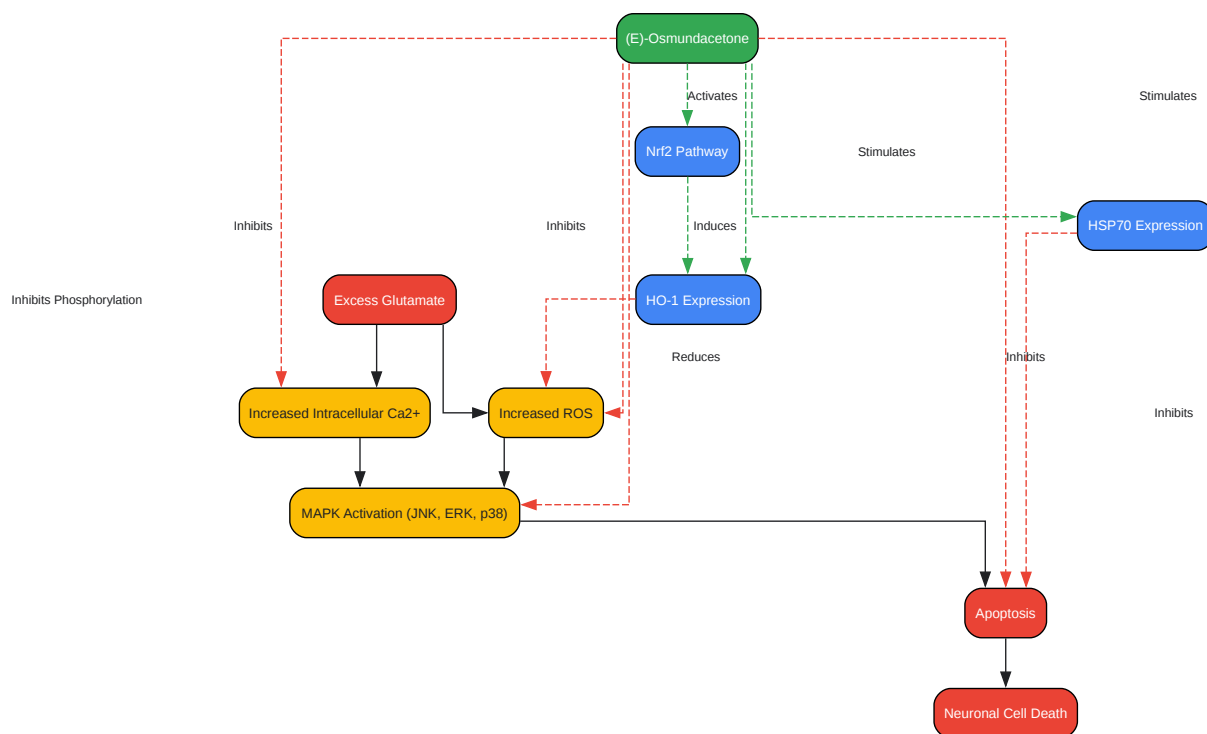 (E)-Osmundacetone
Activates
Stimulates
Nrf2 Pathway
Stimulates
Inhibits
Inhibits
Induces
HSP70 Expression
Inhibits Phosphorylation
Excess Glutamate
HO-1 Expression
Reduces
Inhibits
Increased Intracellular Ca2+
Increased ROS
Inhibits
MAPK Activation (JNK, ERK, p38)
Apoptosis
Neuronal Cell Death